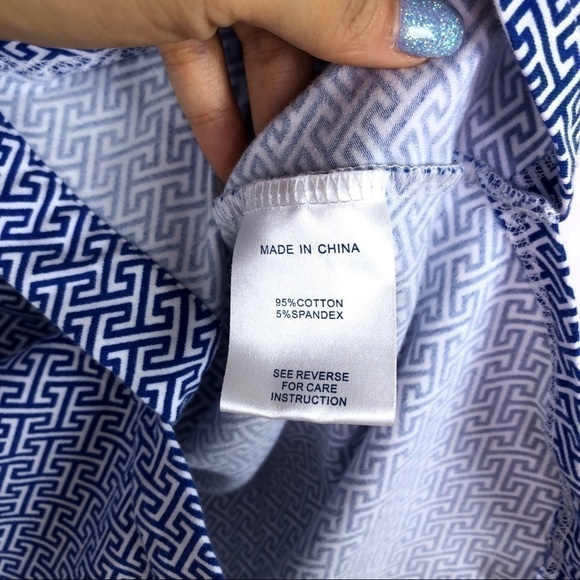 MADE IN CHINA
95%COTTON
5%SPANDEX
SEE REVERSE
FOR CARE
INSTRUCTION